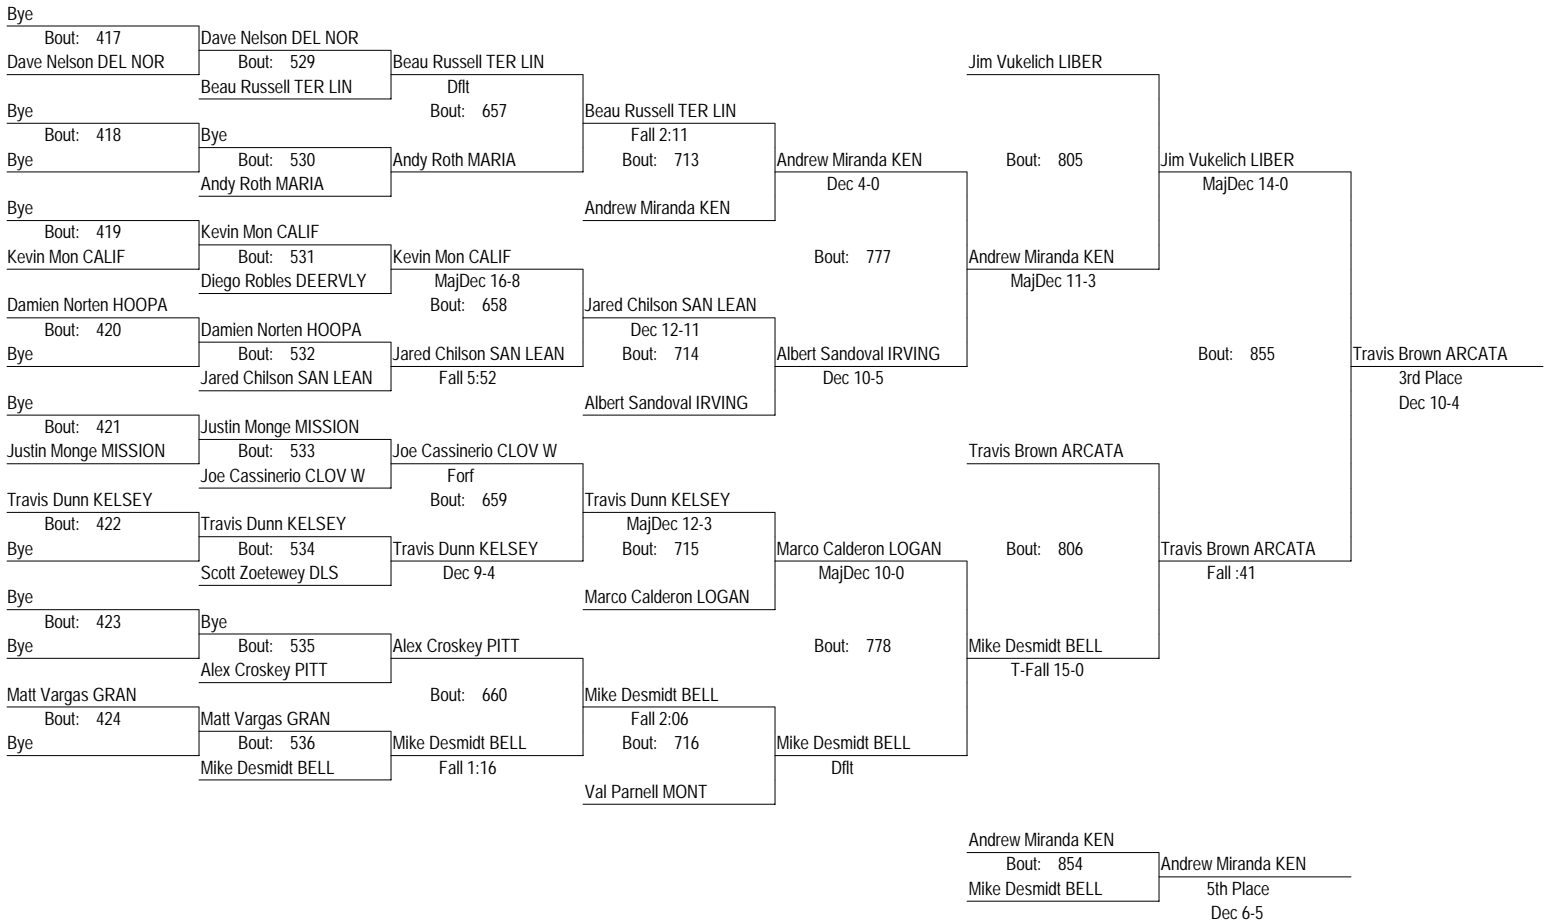 Bye
Bout: 417
Dave Nelson DEL NOR
Bye
Bout: 418
Bye
Bye
Bout: 419
Kevin Mon CALIF
Damien Norten HOOPA
Bout: 420
Bye
Bye
Bout: 421
Justin Monge MISSION
Travis Dunn KELSEY
Bout: 422
Bye
Bye
Bout: 423
Bye
Matt Vargas GRAN
Bout: 424
Bye
Dave Nelson DEL NOR
Bout: 529
Beau Russell TER LIN
Bye
Bout: 530
Andy Roth MARIA
Kevin Mon CALIF
Bout: 531
Diego Robles DEERVLY
Damien Norten HOOPA
Bout: 532
Jared Chilson SAN LEAN
Justin Monge MISSION
Bout: 533
Joe Cassinerio CLOV W
Travis Dunn KELSEY
Bout: 534
Scott Zoetewey DLS
Bye
Bout: 535
Alex Croskey PITT
Matt Vargas GRAN
Bout: 536
Mike Desmidt BELL
Beau Russell TER LIN
Dflt
Bout: 657
Andy Roth MARIA
Kevin Mon CALIF
MajDec 16-8
Bout: 658
Jared Chilson SAN LEAN
Fall 5:52
Joe Cassinerio CLOV W
Forf
Bout: 659
Travis Dunn KELSEY
Dec 9-4
Alex Croskey PITT
Bout: 660
Mike Desmidt BELL
Fall 1:16
Beau Russell TER LIN
Fall 2:11
Bout: 713
Andrew Miranda KEN
Jared Chilson SAN LEAN
Dec 12-11
Bout: 714
Albert Sandoval IRVING
Travis Dunn KELSEY
MajDec 12-3
Bout: 715
Marco Calderon LOGAN
Mike Desmidt BELL
Fall 2:06
Bout: 716
Val Parnell MONT
Andrew Miranda KEN
Dec 4-0
Bout: 777
Albert Sandoval IRVING
Dec 10-5
Marco Calderon LOGAN
MajDec 10-0
Bout: 778
Mike Desmidt BELL
Dflt
Jim Vukelich LIBER
Bout: 805
Andrew Miranda KEN
MajDec 11-3
Travis Brown ARCATA
Bout: 806
Mike Desmidt BELL
T-Fall 15-0
Jim Vukelich LIBER
MajDec 14-0
Bout: 855
Travis Brown ARCATA
Fall :41
Travis Brown ARCATA
3rd Place
Dec 10-4
Andrew Miranda KEN
Bout: 854
Mike Desmidt BELL
Andrew Miranda KEN
5th Place
Dec 6-5